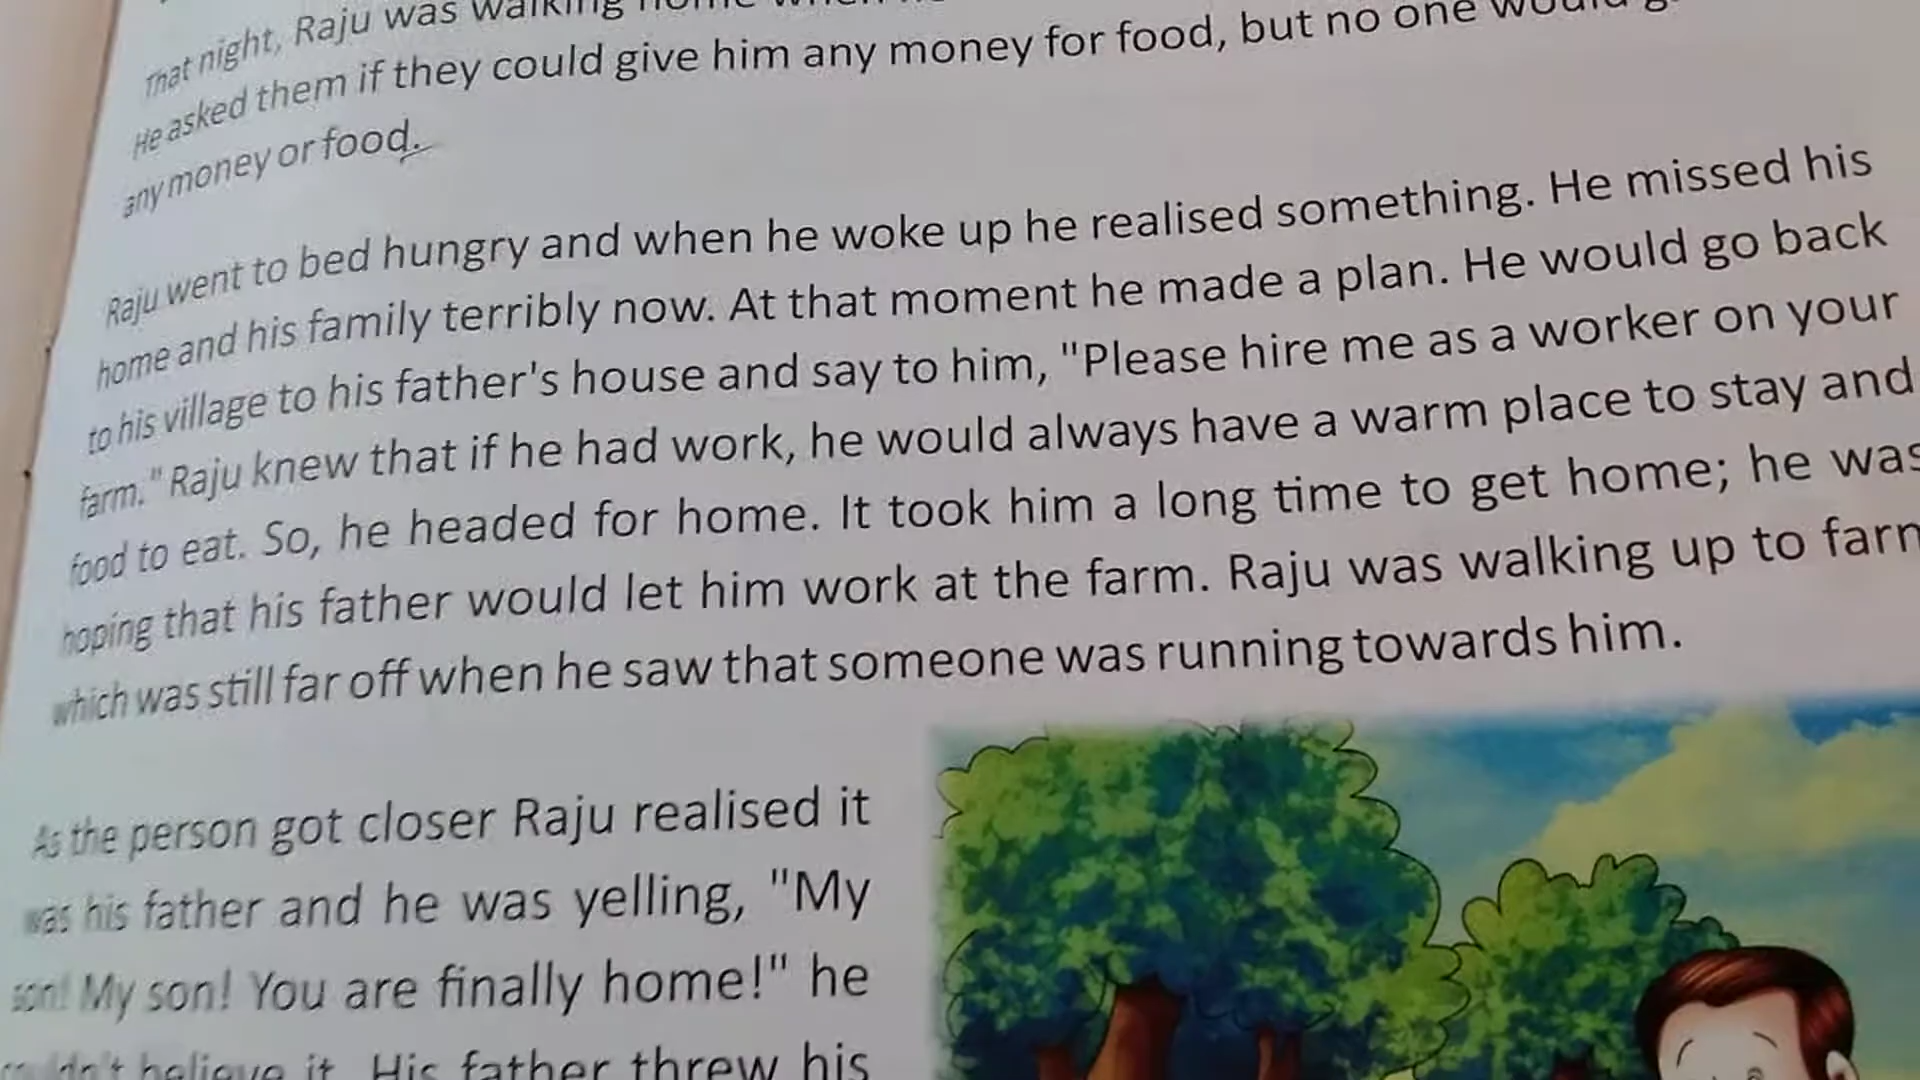 That night, Raju was walking home when
He asked them if they could give him any money for food, but no one would
any money or food.
Raju went to bed hungry and when he woke up he realised something. He missed his
home and his family terribly now. At that moment he made a plan. He would go back
to his village to his father's house and say to him, "Please hire me as a worker on your
farm." Raju knew that if he had work, he would always have a warm place to stay and
food to eat. So, he headed for home. It took him a long time to get home; he was
hoping that his father would let him work at the farm. Raju was walking up to farm
which was still far off when he saw that someone was running towards him.
As the person got closer Raju realised it
was his father and he was yelling, "My
son! My son! You are finally home!" he
couldn't believe it. His father threw his